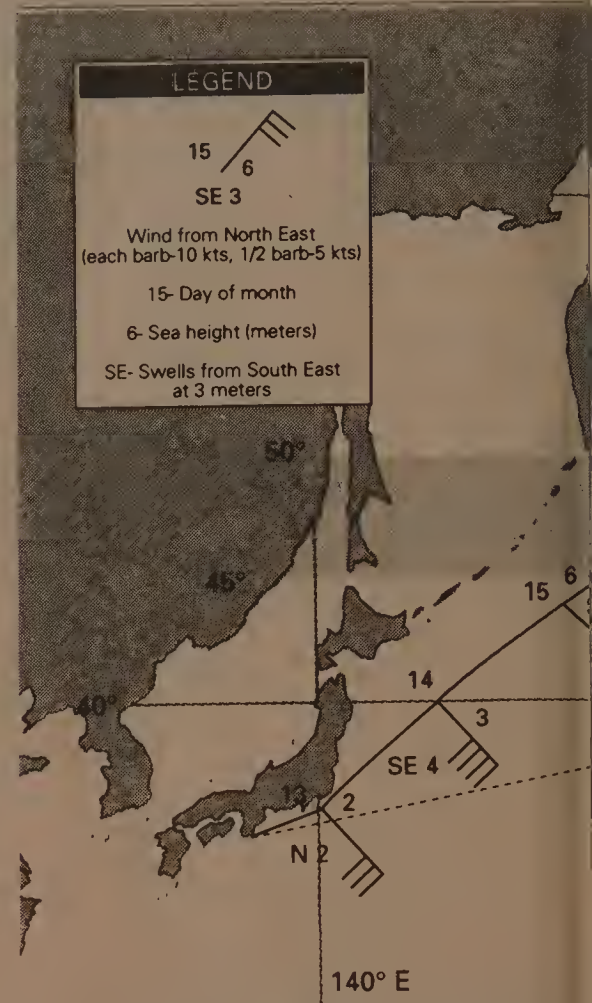 LEGEND
15
6
SE 3
Wind from North East
(each barb-10 kts, 1/2 barb-5 kts)
15- Day of month
6- Sea height (meters)
SE- Swells from South East
at 3 meters
50°
45°
15 6
14
40°
3
SE 4
13
2
N 2
140° E